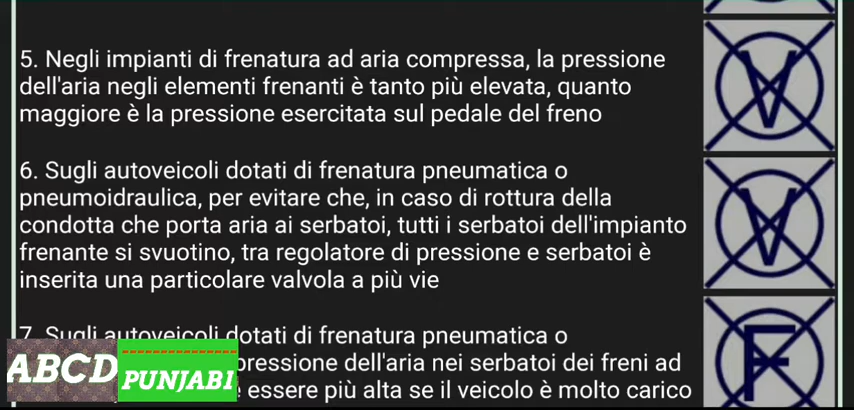 5. Negli impianti di frenatura ad aria compressa, la pressione
dell'aria negli elementi frenanti è tanto più elevata, quanto
maggiore è la pressione esercitata sul pedale del freno
V
6. Sugli autoveicoli dotati di frenatura pneumatica o
pneumoidraulica, per evitare che, in caso di rottura della
condotta che porta aria ai serbatoi, tutti i serbatoi dell'impianto
frenante si svuotino, tra regolatore di pressione e serbatoi è
inserita una particolare valvola a più vie
V
7. Sugli autoveicoli dotati di frenatura pneumatica o
pressione dell'aria nei serbatoi dei freni ad
essere più alta se il veicolo è molto carico
F
ABCD PUNJABI